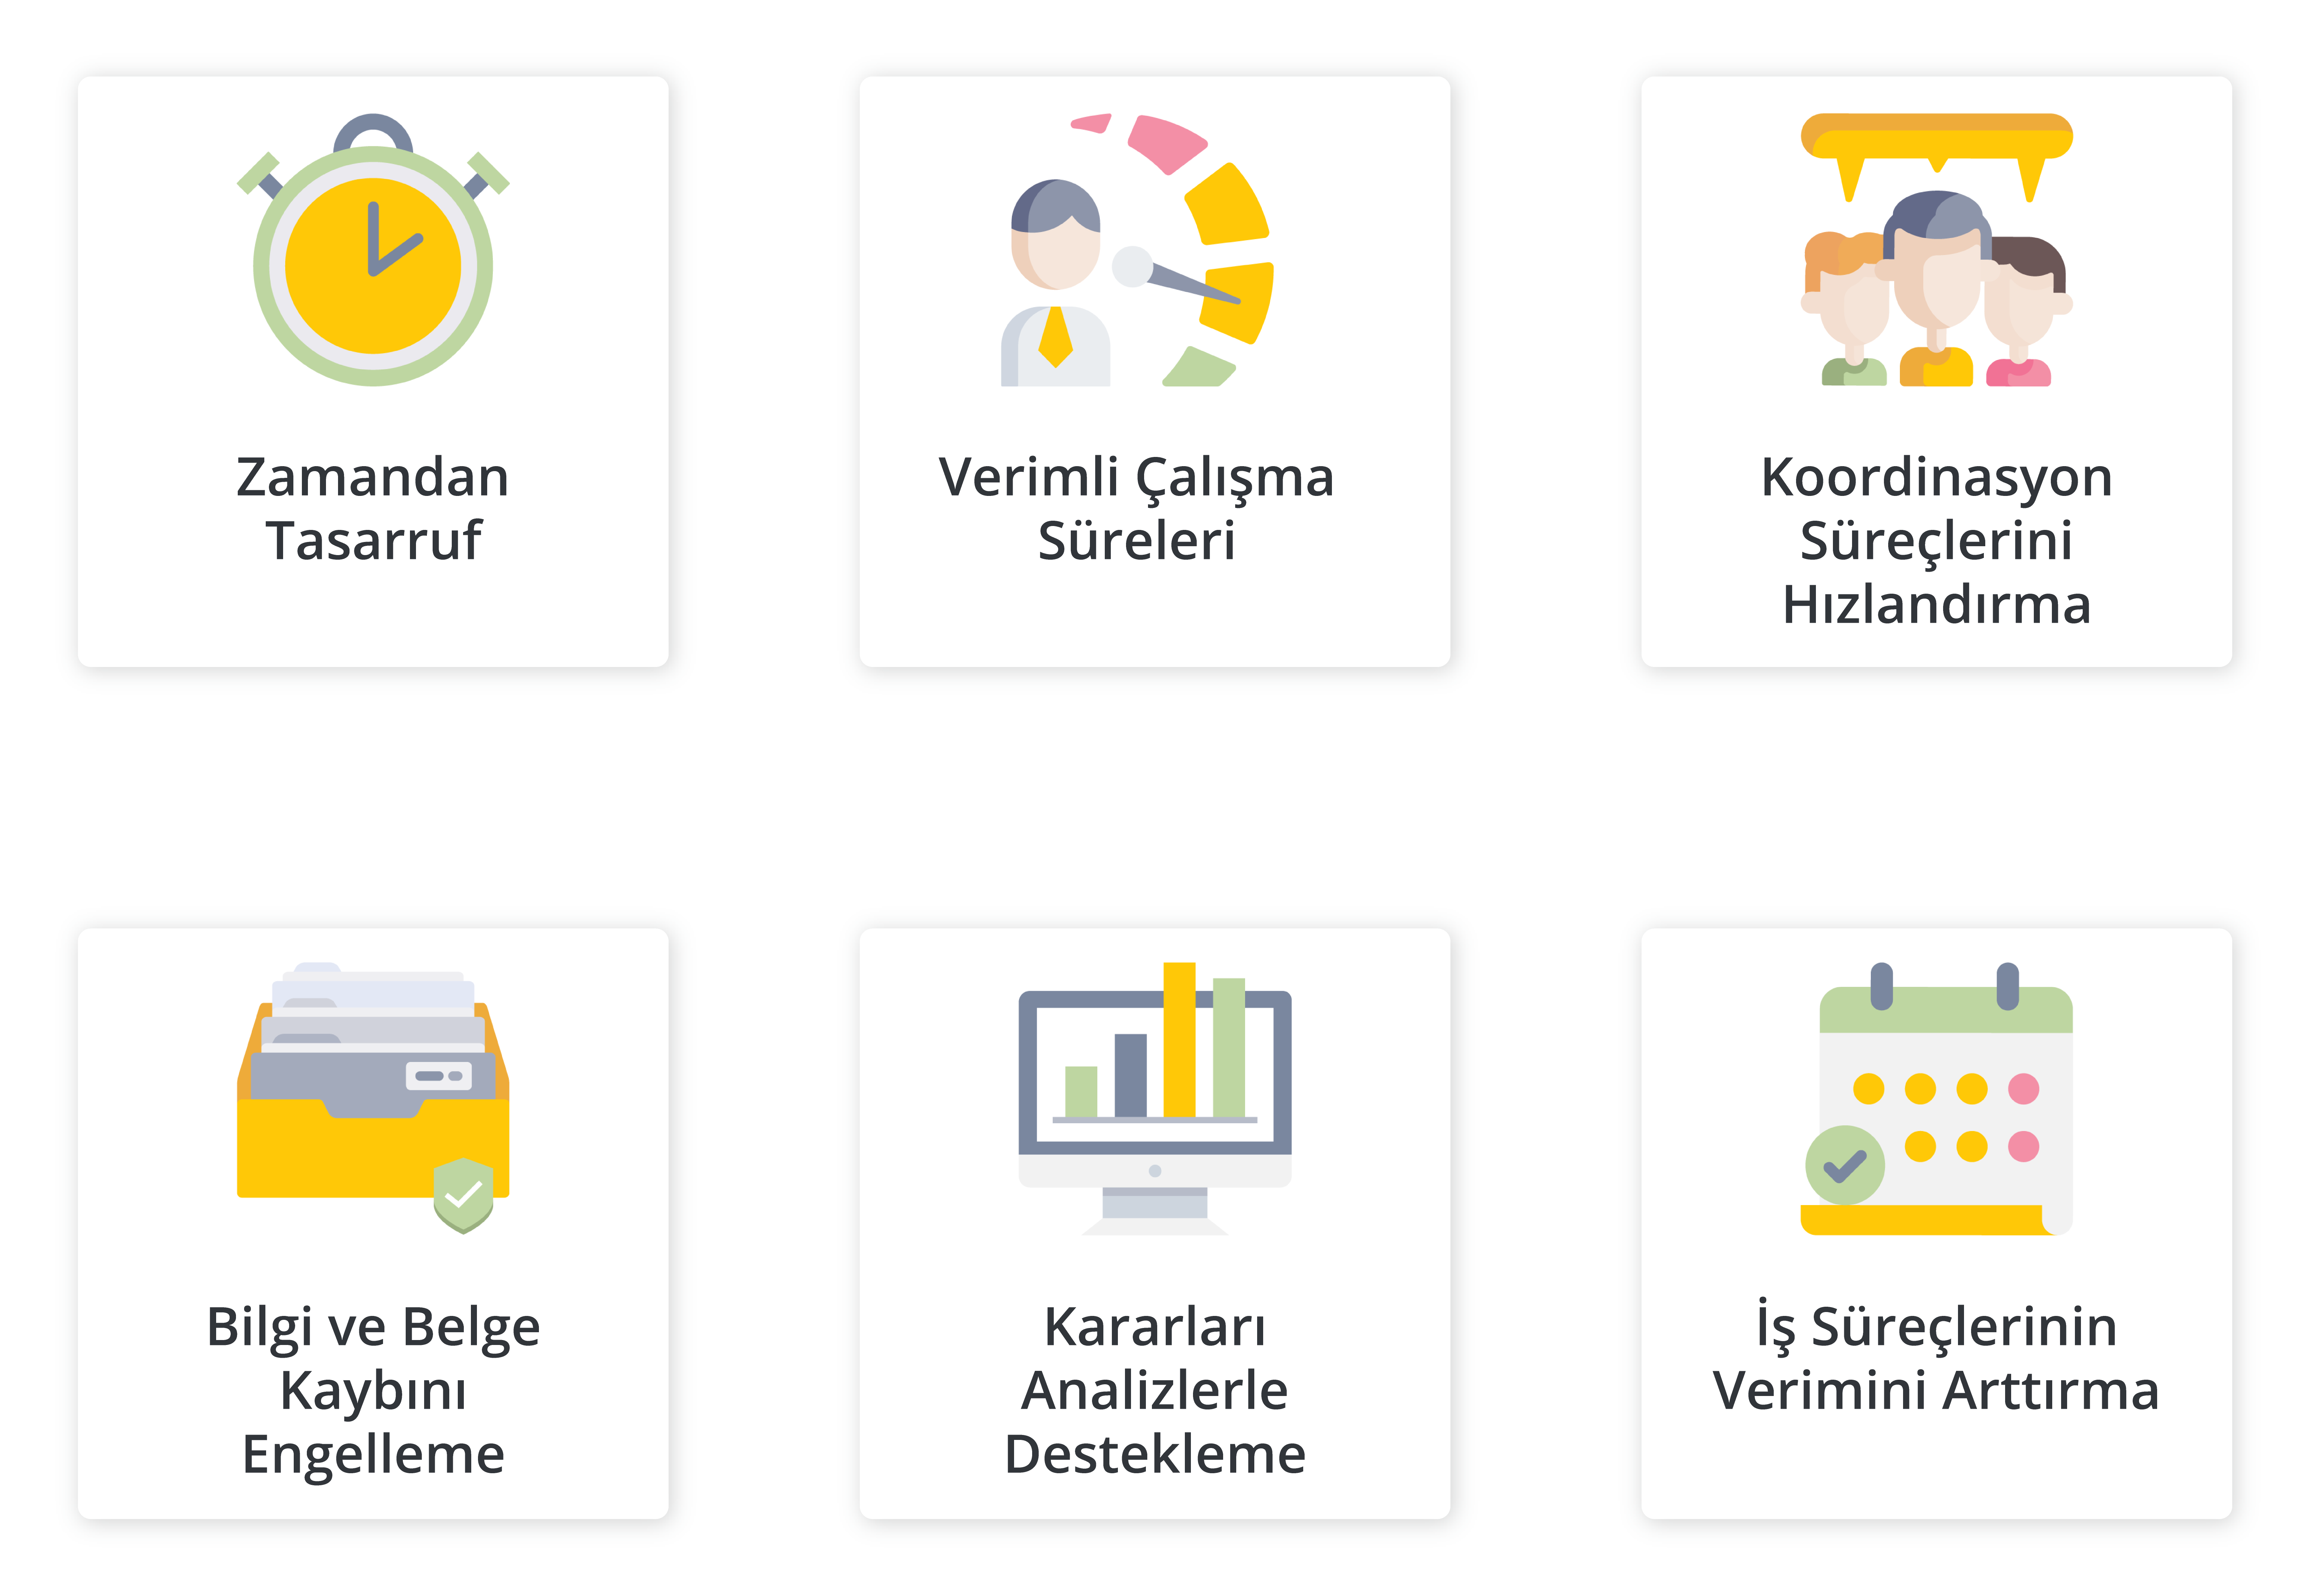 Zamandan
Tasarruf
Verimli Çalışma
Süreleri
Koordinasyon
Süreçlerini
Hızlandırma
Bilgi ve Belge
Kaybını
Engelleme
Kararları
Analizlerle
Destekleme
İş Süreçlerinin
Verimini Arttırma